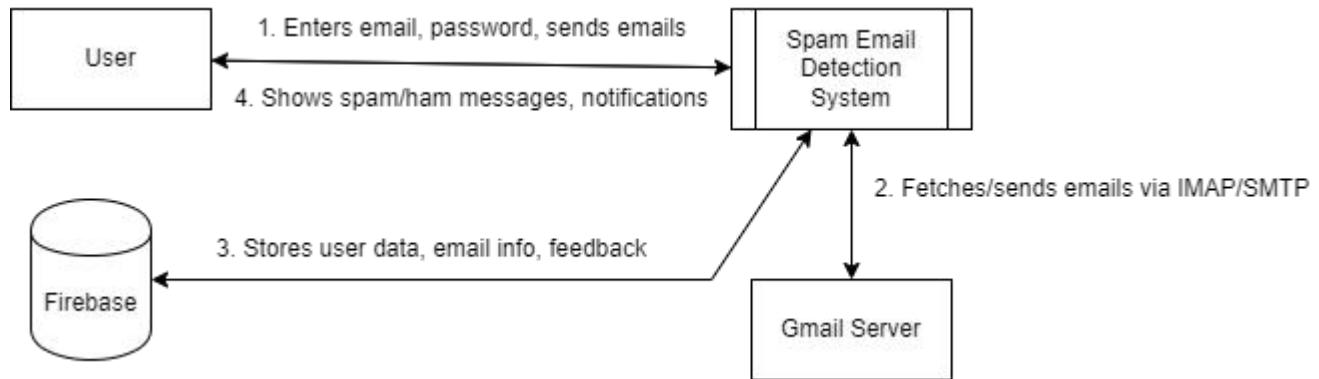 1. Enters email, password, sends emails
User
Spam Email
Detection
System
4. Shows spam/ham messages, notifications
2. Fetches/sends emails via IMAP/SMTP
3. Stores user data, email info, feedback
Firebase
Gmail Server